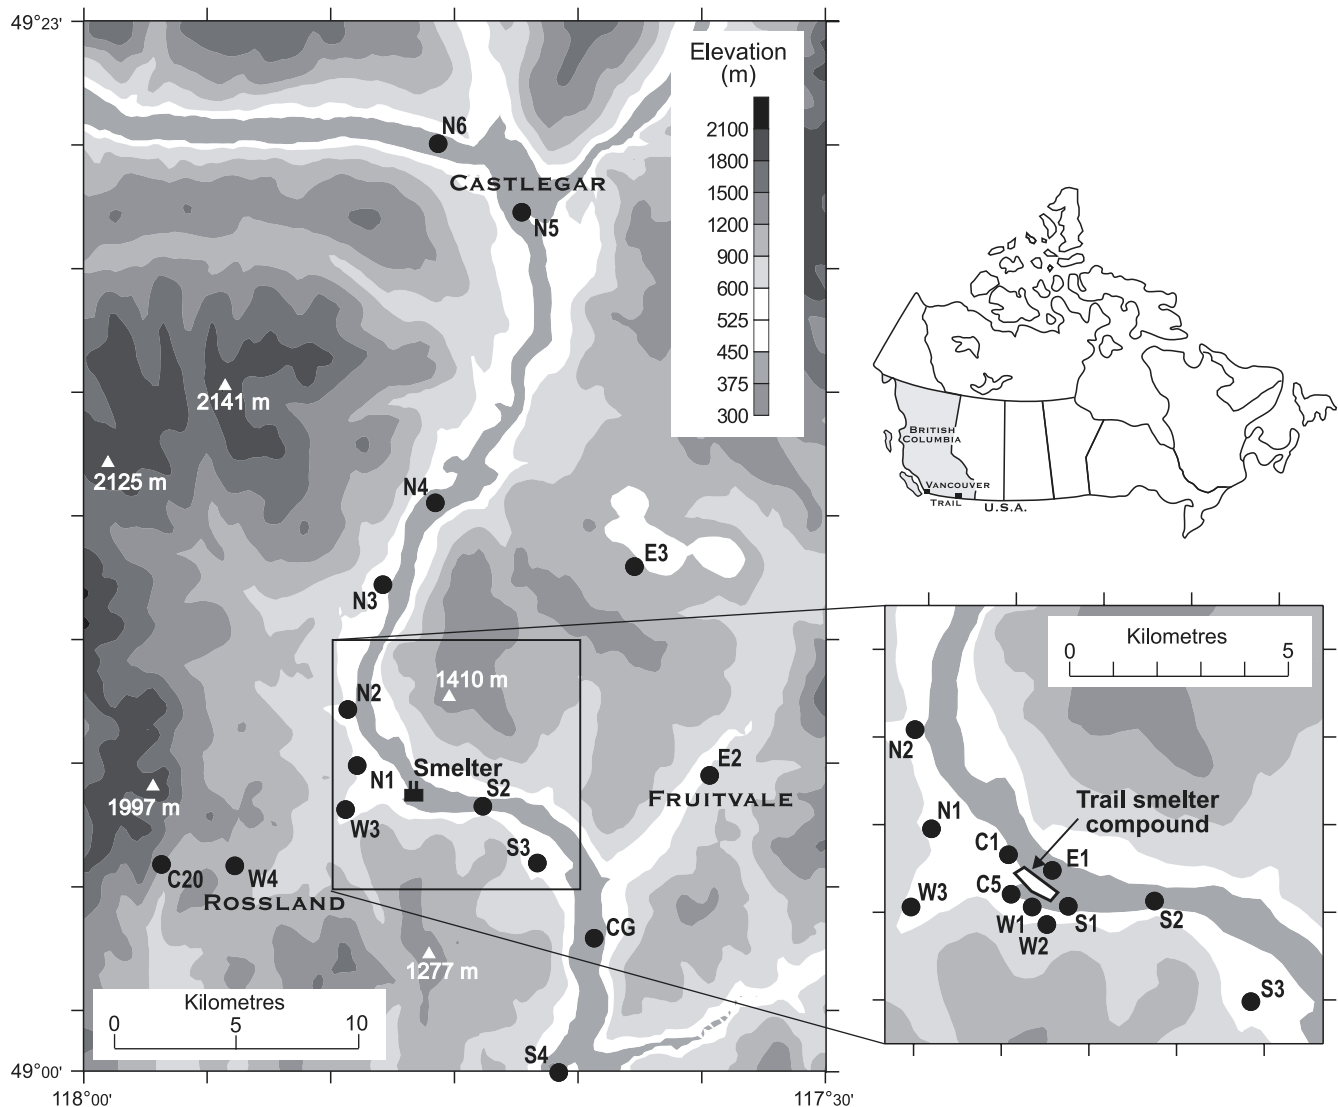 49°23'
Elevation
(m)
2100
1800
1500
1200
900
600
525
450
375
300
N6
CASTLEGAR
N5
2141 m
2125 m
N4
E3
N3
1410 m
N2
N1
Smelter
S2
E2
FRUITVALE
1997 m
W3
S3
C20
W4
ROSSLAND
CG
1277 m
Kilometres
0 5 10
S4
49°00'
118°00'
117°30'
BRITISH
COLUMBIA
VANCOUVER
TRAIL
U.S.A.
Kilometres
0 5
N2
N1
Trail smelter
compound
C1
E1
C5
W3
W1
S1
S2
W2
S3